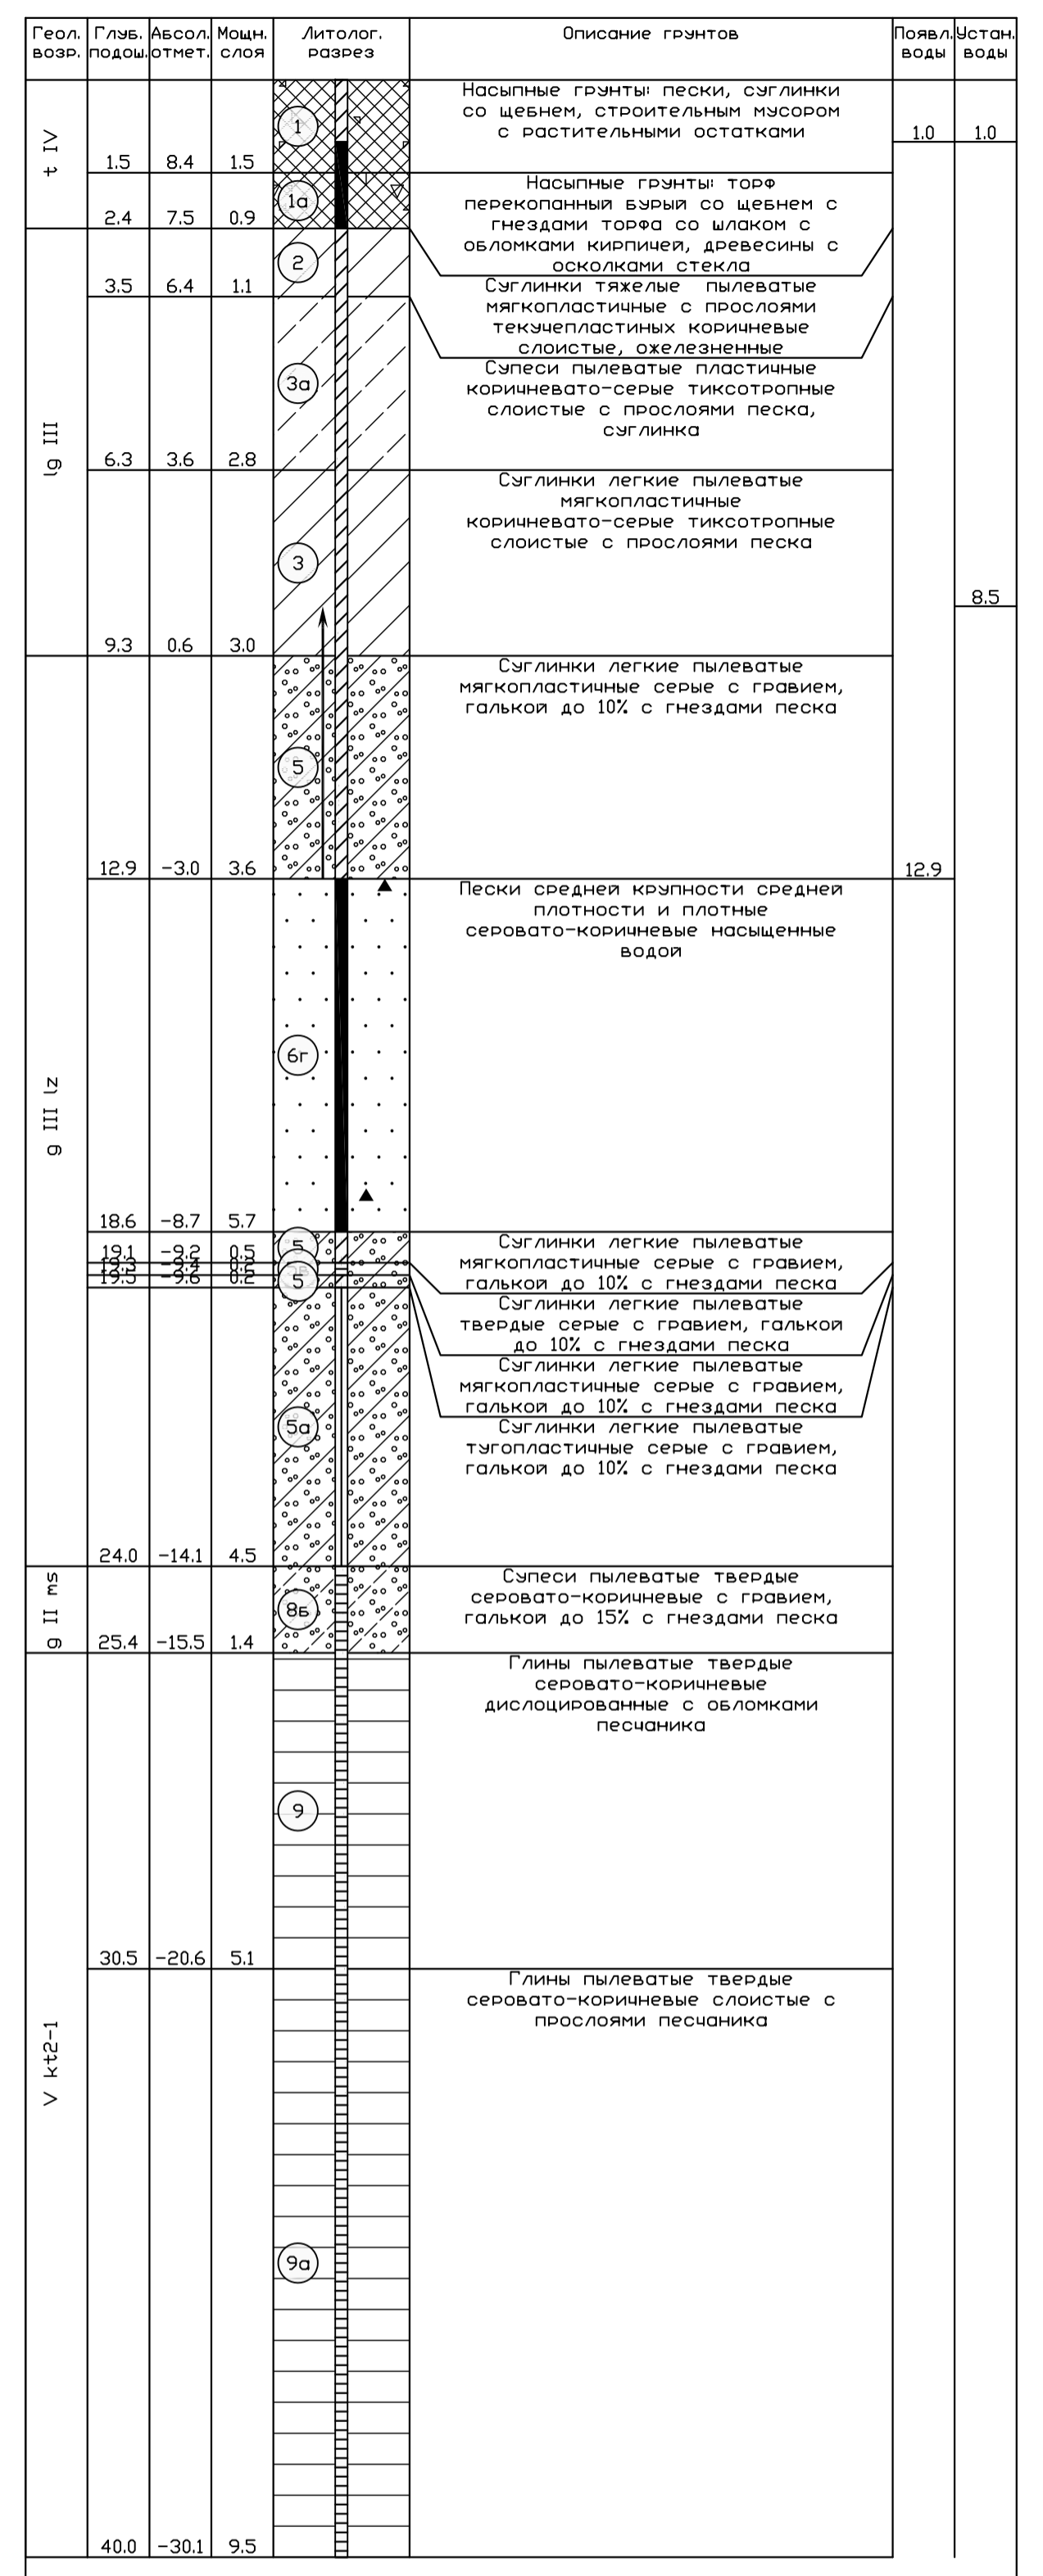 Геол. возр.
Глуб. подош.
Абсол. отмет.
Мощн. слоя
Литолог. разрез
Описание грунтов
Появл. воды
Устан. воды
t IV
1
1.5 8.4 1.5
Насыпные грунты: пески, суглинки
со щебнем, строительным мусором
с растительными остатками
1.0 1.0
1а
2.4 7.5 0.9
Насыпные грунты: торф
перекопанный бурый со щебнем с
гнездами торфа со шлаком с
обломками кирпичей, древесины с
осколками стекла
lg III
2
3.5 6.4 1.1
Суглинки тяжелые пылеватые
мягкопластичные с прослоями
текучепластиных коричневые
слоистые, ожелезненные
3а
6.3 3.6 2.8
Супеси пылеватые пластичные
коричневато-серые тиксотропные
слоистые с прослоями песка,
суглинка
3
9.3 0.6 3.0
Суглинки легкие пылеватые
мягкопластичные
коричневато-серые тиксотропные
слоистые с прослоями песка
8.5
g III lz
5
12.9 -3.0 3.6
Суглинки легкие пылеватые
мягкопластичные серые с гравием,
галькой до 10% с гнездами песка
12.9
6г
18.6 -8.7 5.7
Пески средней крупности средней
плотности и плотные
серовато-коричневые насыщенные
водой
5
19.1 -9.2 0.5
Суглинки легкие пылеватые
мягкопластичные серые с гравием,
галькой до 10% с гнездами песка
Суглинки легкие пылеватые
твердые серые с гравием, галькой
до 10% с гнездами песка
5
19.5 -9.6 0.2
Суглинки легкие пылеватые
мягкопластичные серые с гравием,
галькой до 10% с гнездами песка
5а
24.0 -14.1 4.5
Суглинки легкие пылеватые
тугопластичные серые с гравием,
галькой до 10% с гнездами песка
g II ms
8б
25.4 -15.5 1.4
Супеси пылеватые твердые
серовато-коричневые с гравием,
галькой до 15% с гнездами песка
V kt2-1
9
30.5 -20.6 5.1
Глины пылеватые твердые
серовато-коричневые
дислоцированные с обломками
песчаника
9а
40.0 -30.1 9.5
Глины пылеватые твердые
серовато-коричневые слоистые с
прослоями песчаника